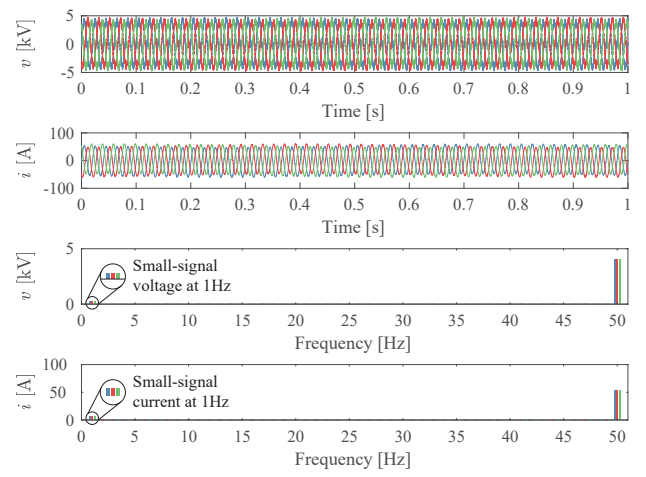 5
0
-5
v [kV]
0 0.1 0.2 0.3 0.4 0.5 0.6 0.7 0.8 0.9 1
Time [s]
100
0
-100
i [A]
0 0.1 0.2 0.3 0.4 0.5 0.6 0.7 0.8 0.9 1
Time [s]
5
0
v [kV]
Small-signal
voltage at 1Hz
0 5 10 15 20 25 30 35 40 45 50
Frequency [Hz]
100
50
0
i [A]
Small-signal
current at 1Hz
0 5 10 15 20 25 30 35 40 45 50
Frequency [Hz]